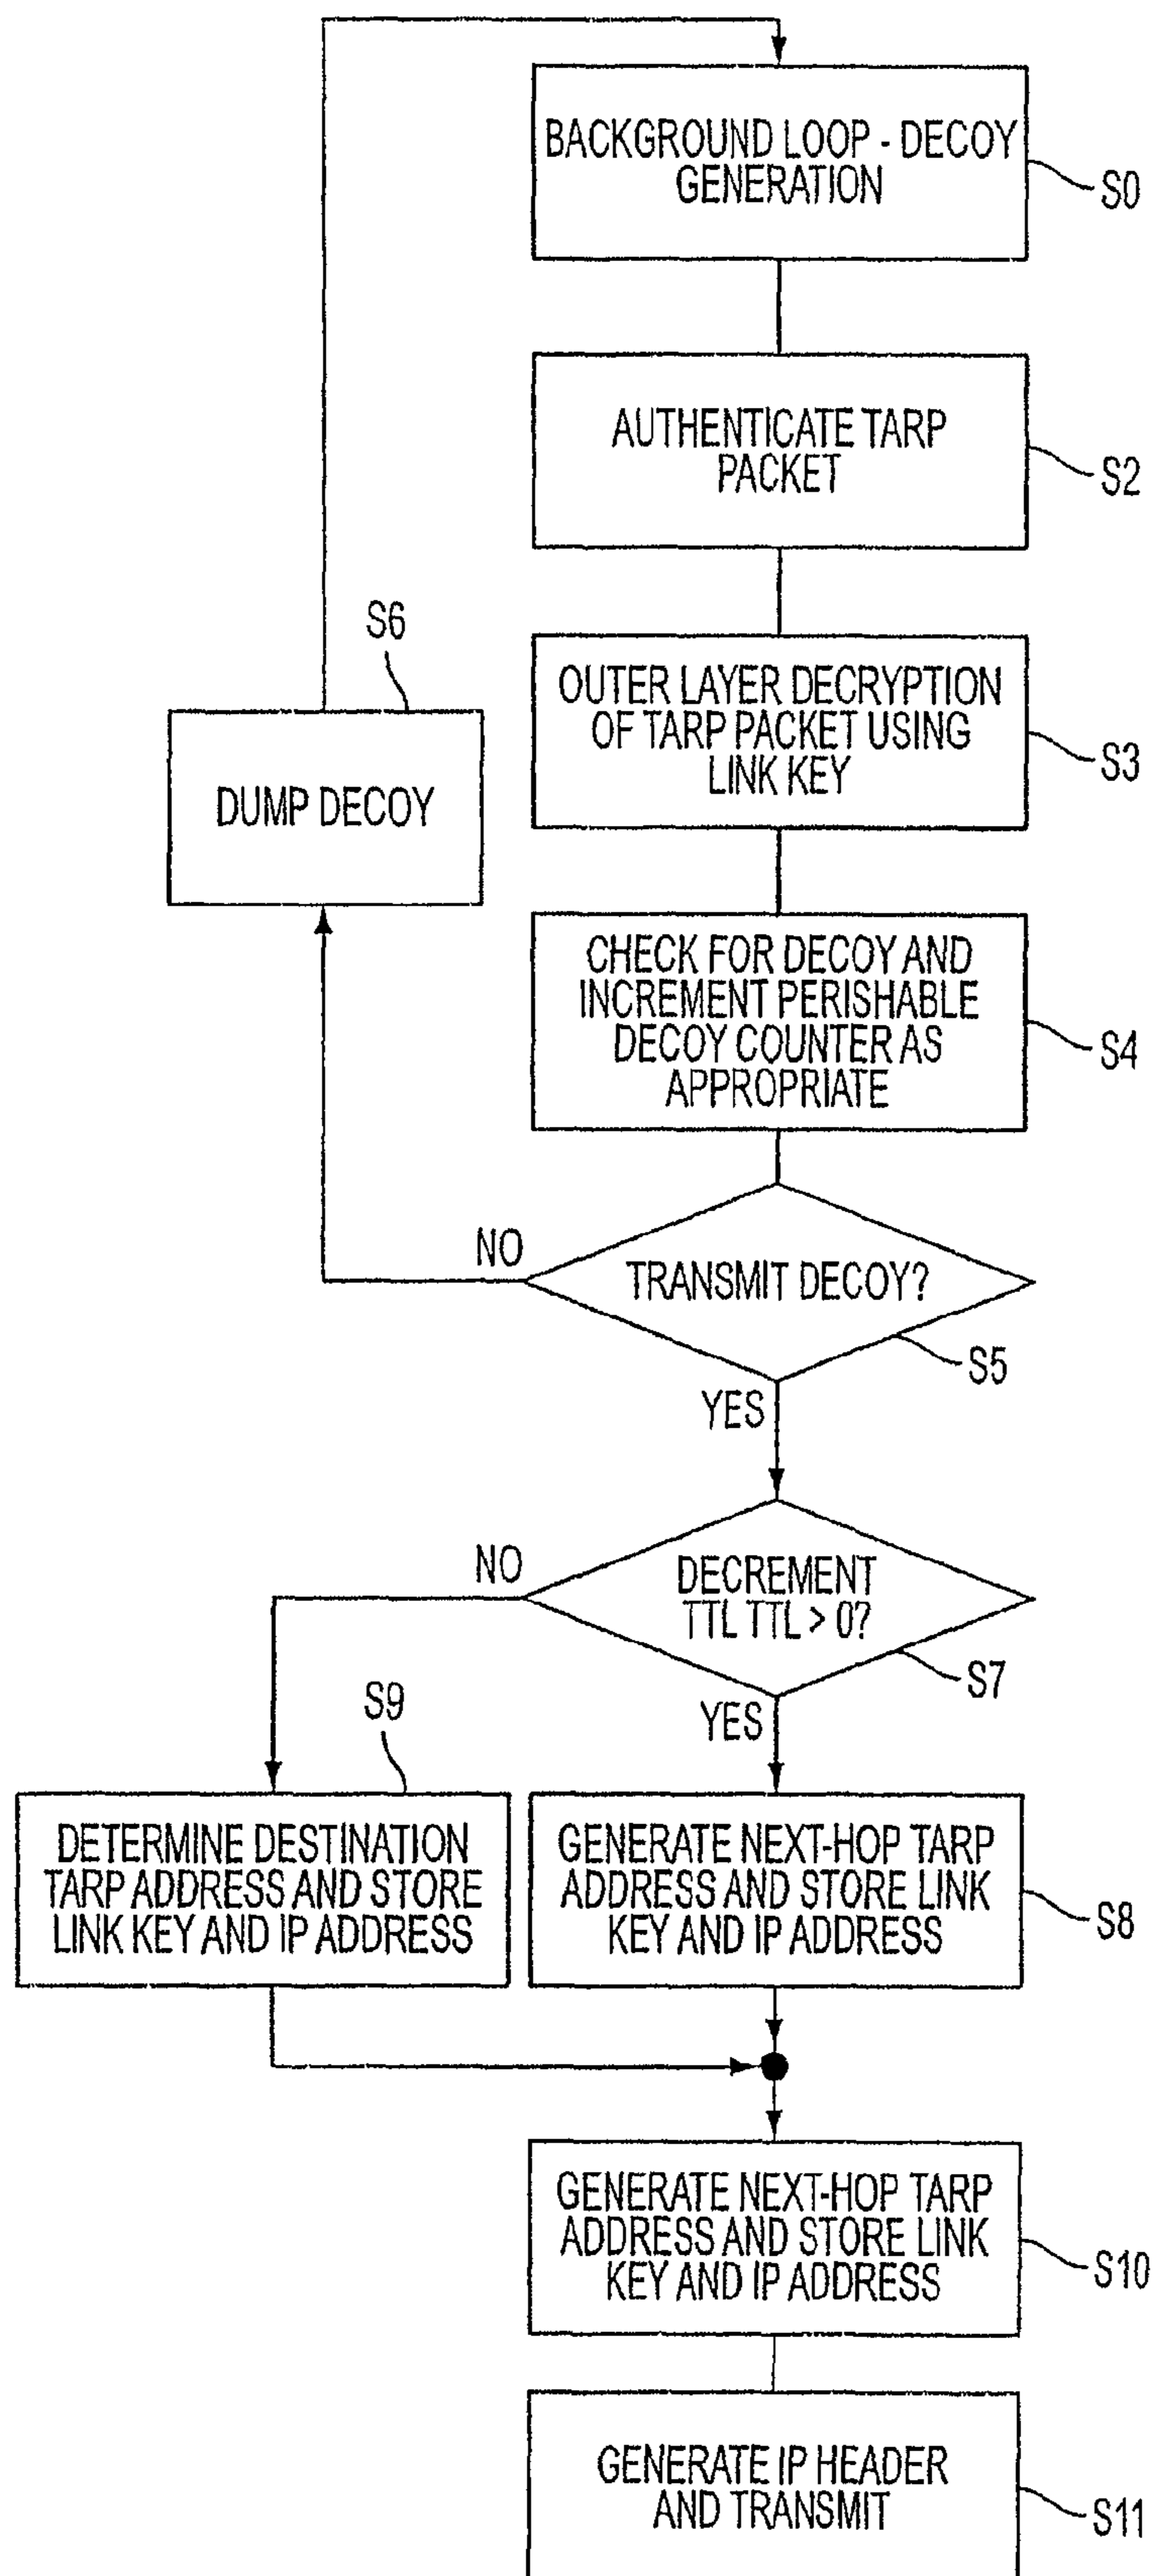 BACKGROUND LOOP - DECOY
GENERATION
S0
AUTHENTICATE TARP
PACKET
S2
OUTER LAYER DECRYPTION
OF TARP PACKET USING
LINK KEY
S3
S6
DUMP DECOY
CHECK FOR DECOY AND
INCREMENT PERISHABLE
DECOY COUNTER AS
APPROPRIATE
S4
NO
TRANSMIT DECOY?
S5
YES
NO
DECREMENT
TTL TTL > 0?
S7
YES
S9
DETERMINE DESTINATION
TARP ADDRESS AND STORE
LINK KEY AND IP ADDRESS
GENERATE NEXT-HOP TARP
ADDRESS AND STORE LINK
KEY AND IP ADDRESS
S8
GENERATE NEXT-HOP TARP
ADDRESS AND STORE LINK
KEY AND IP ADDRESS
S10
GENERATE IP HEADER
AND TRANSMIT
S11